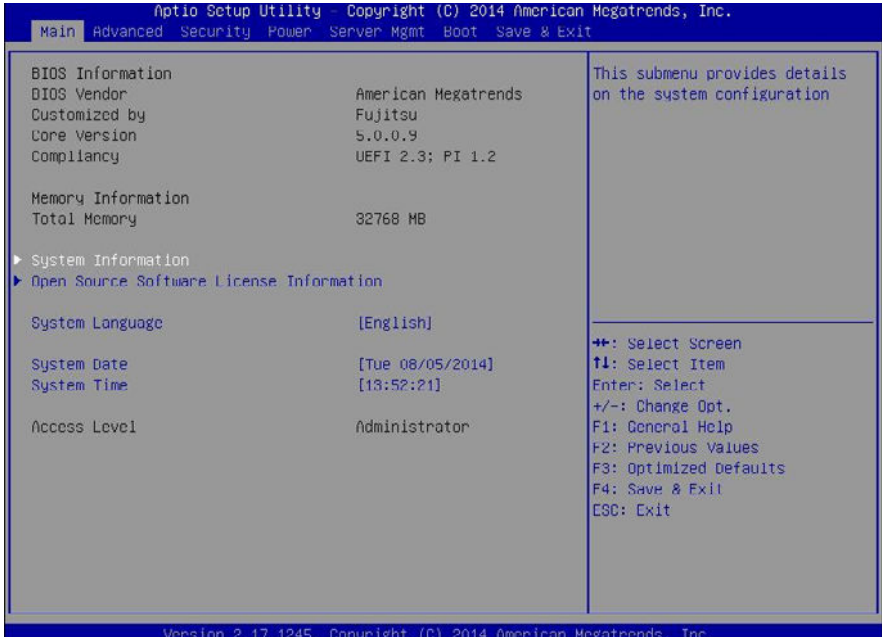 Aptio Setup Utility - Copyright (C) 2014 American Megatrends, Inc.
Main Advanced Security Power Server Mgmt Boot Save & Exit
BIOS Information
BIOS Vendor American Megatrends
Customized by Fujitsu
Core Version 5.0.0.9
Compliancy UEFI 2.3; PI 1.2
Memory Information
Total Memory 32768 MB
▶ System Information
▶ Open Source Software License Information
System Language [English]
System Date [Tue 08/05/2014]
System Time [13:52:21]
Access Level Administrator
This submenu provides details
on the system configuration
→←: Select Screen
↑↓: Select Item
Enter: Select
+/-: Change Opt.
F1: General Help
F2: Previous Values
F3: Optimized Defaults
F4: Save & Exit
ESC: Exit
Version 2.17.1245. Copyright (C) 2014 American Megatrends, Inc.